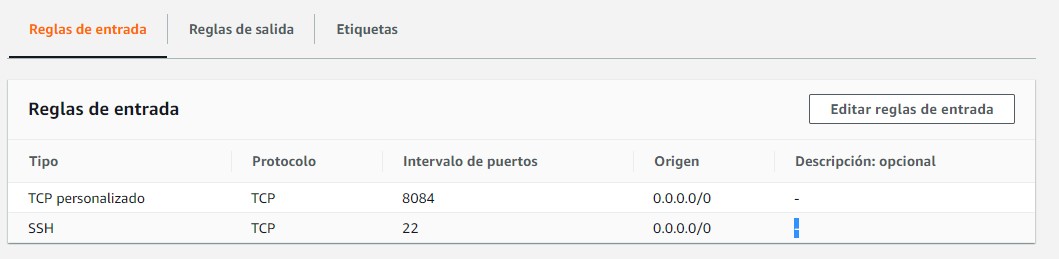 Reglas de entrada Reglas de salida Etiquetas
Reglas de entrada Editar reglas de entrada
Tipo Protocolo Intervalo de puertos Origen Descripción: opcional
TCP personalizado TCP 8084 0.0.0.0/0 -
SSH TCP 22 0.0.0.0/0 -